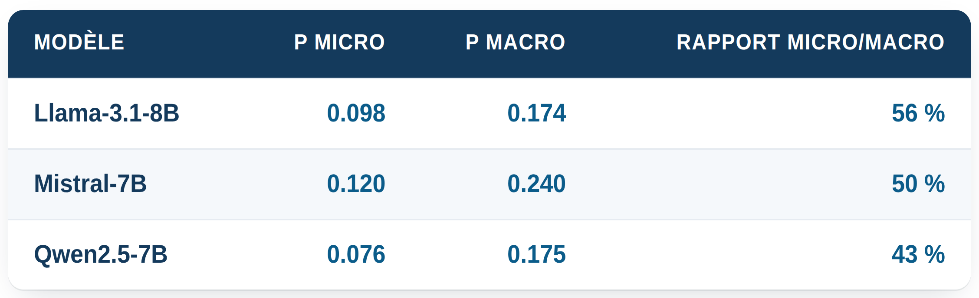 MODÈLE P MICRO P MACRO RAPPORT MICRO/MACRO
Llama-3.1-8B 0.098 0.174 56 %
Mistral-7B 0.120 0.240 50 %
Qwen2.5-7B 0.076 0.175 43 %